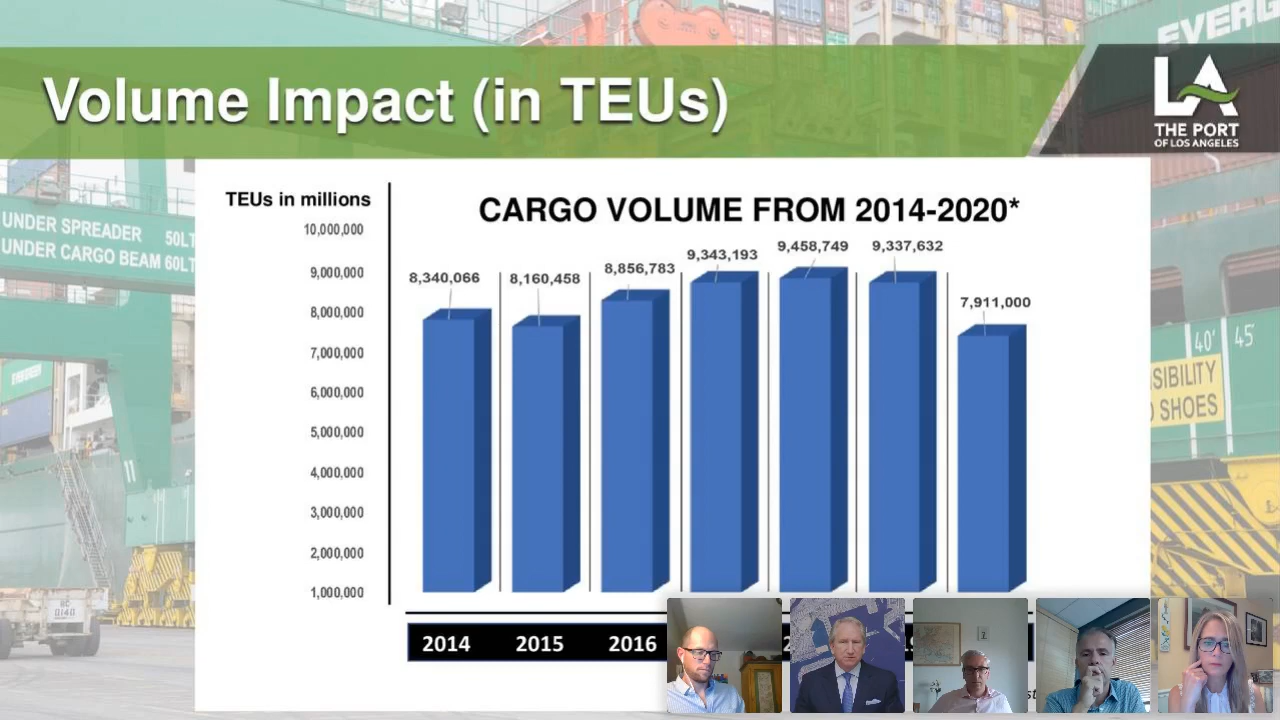 EVERG
Volume Impact (in TEUs)
LA
THE PORT
OF LOS ANGELES
UNDER SPREADER 50LT
UNDER CARGO BEAM 60LT
TEUs in millions
CARGO VOLUME FROM 2014-2020*
10,000,000
9,000,000
8,000,000
7,000,000
6,000,000
5,000,000
4,000,000
3,000,000
2,000,000
1,000,000
8,340,066
8,160,458
8,856,783
9,343,193
9,458,749
9,337,632
7,911,000
40' 45'
SIBILITY
SHOES
11
2014 2015 2016